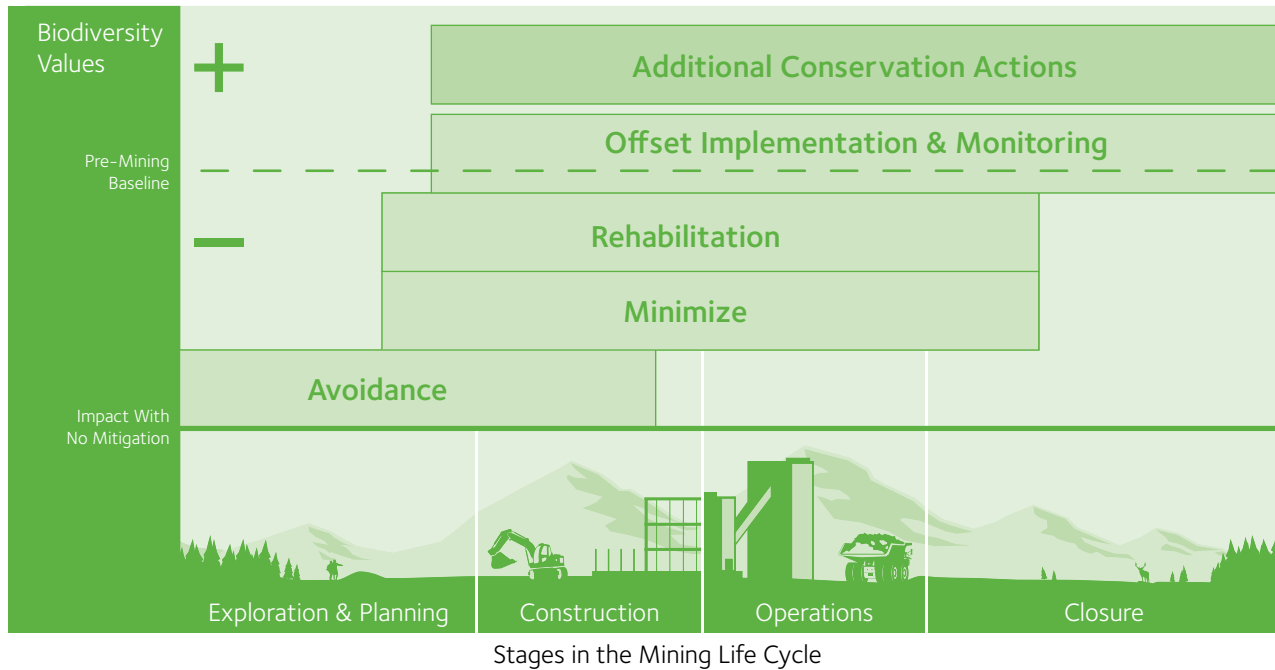 Biodiversity
Values
+
Additional Conservation Actions
Offset Implementation & Monitoring
Pre-Mining
Baseline
−
Rehabilitation
Minimize
Avoidance
Impact With
No Mitigation
Exploration & Planning
Construction
Operations
Closure
Stages in the Mining Life Cycle